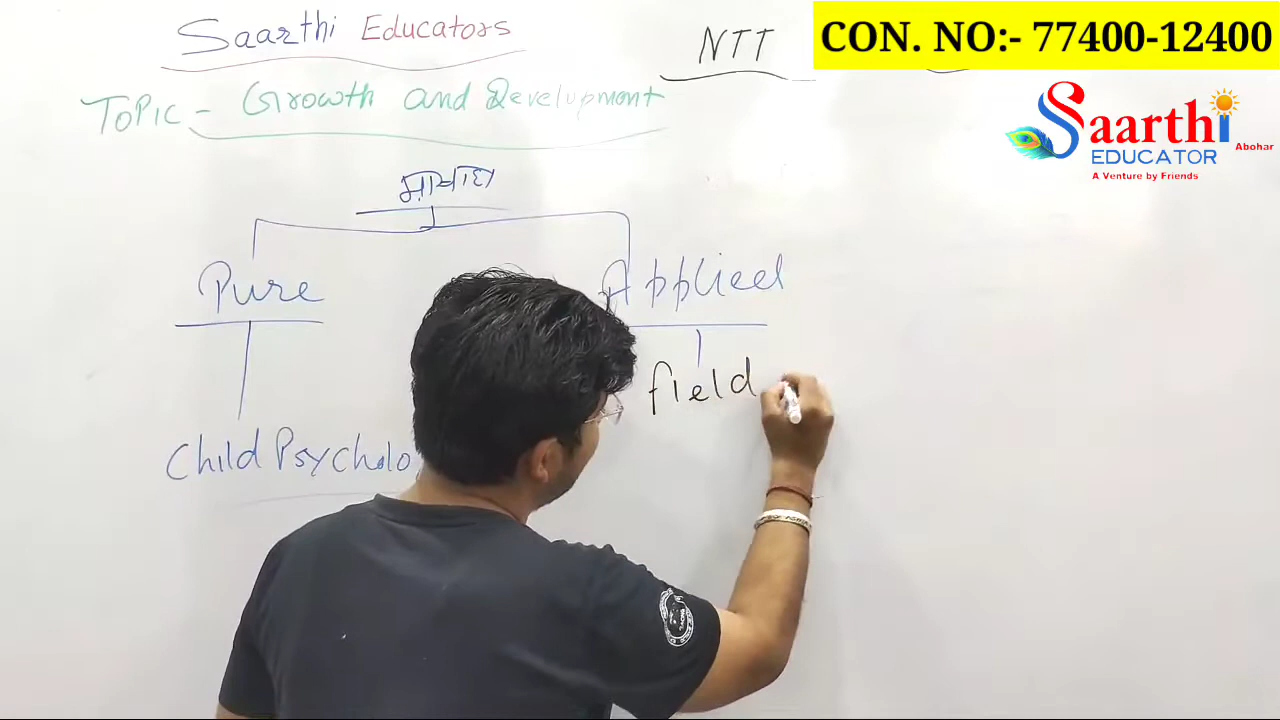 Saarthi Educators
NTT
CON. NO:- 77400-12400
Topic - Growth and Development
Saarthi
EDUCATOR
Abohar
A Venture by Friends
Pure
Applied
field
Child Psycholo